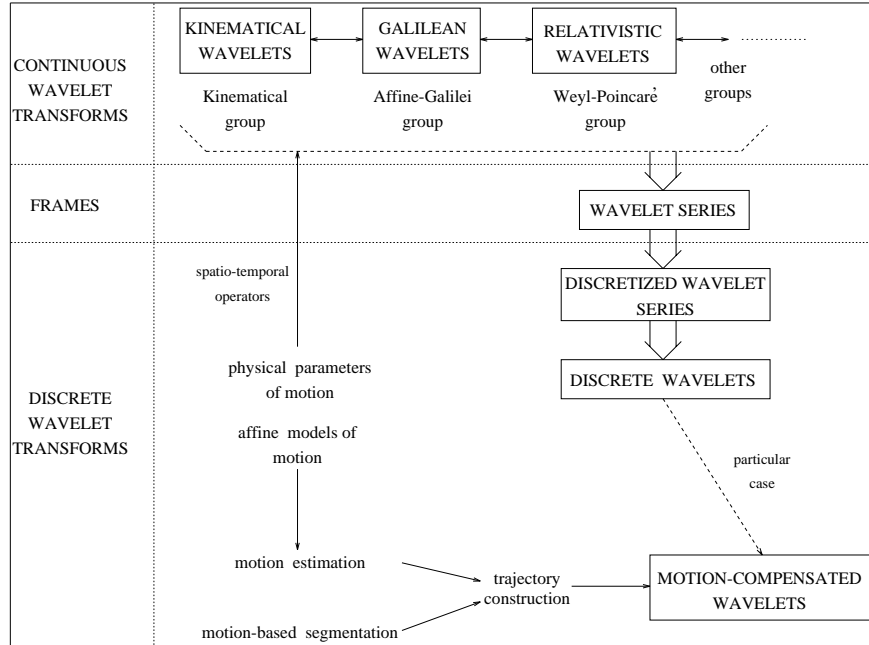 CONTINUOUS
WAVELET
TRANSFORMS
KINEMATICAL
WAVELETS
GALILEAN
WAVELETS
RELATIVISTIC
WAVELETS
other
groups
Kinematical
group
Affine-Galilei
group
Weyl-Poincaré
group
FRAMES
WAVELET SERIES
DISCRETE
WAVELET
TRANSFORMS
spatio-temporal
operators
DISCRETIZED WAVELET
SERIES
physical parameters
of motion
DISCRETE WAVELETS
affine models of
motion
particular
case
motion estimation
trajectory
construction
MOTION-COMPENSATED
WAVELETS
motion-based segmentation